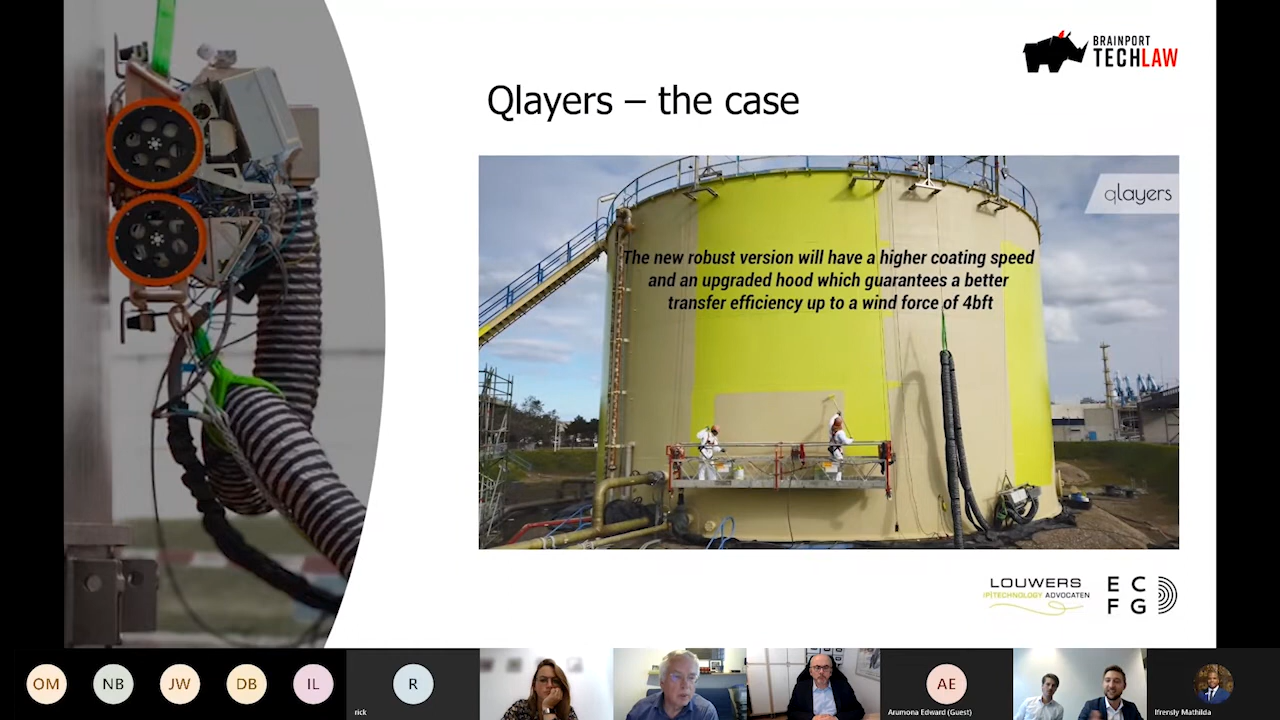 BRAINPORT
TECHLAW
Qlayers – the case
qlayers
The new robust version will have a higher coating speed
and an upgraded hood which guarantees a better
transfer efficiency up to a wind force of 4bft
LOUWERS
IP|TECHNOLOGY ADVOCATEN
E C
F G
OM
NB
JW
DB
IL
R
rick
AE
Arumona Edward (Guest)
Ifrensly Mathilda